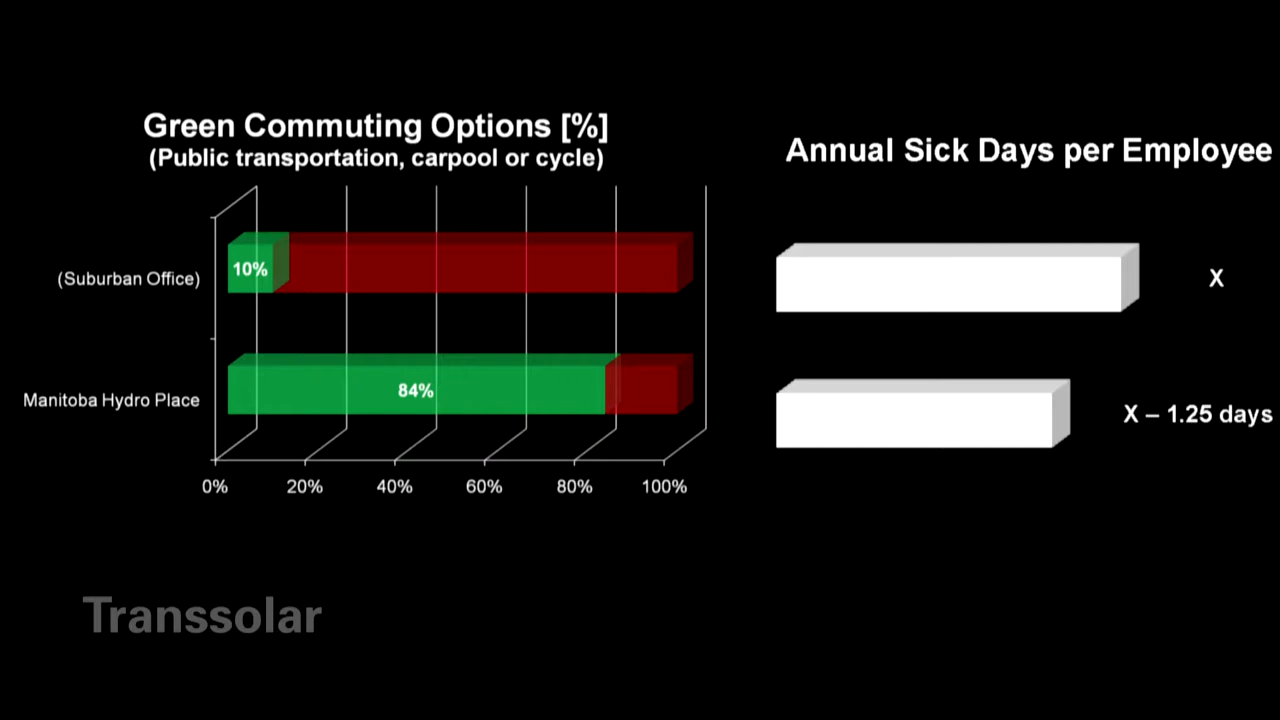 Green Commuting Options [%]
(Public transportation, carpool or cycle)
(Suburban Office)
10%
Manitoba Hydro Place
84%
0% 20% 40% 60% 80% 100%
Annual Sick Days per Employee
X
X – 1.25 days
Transsolar